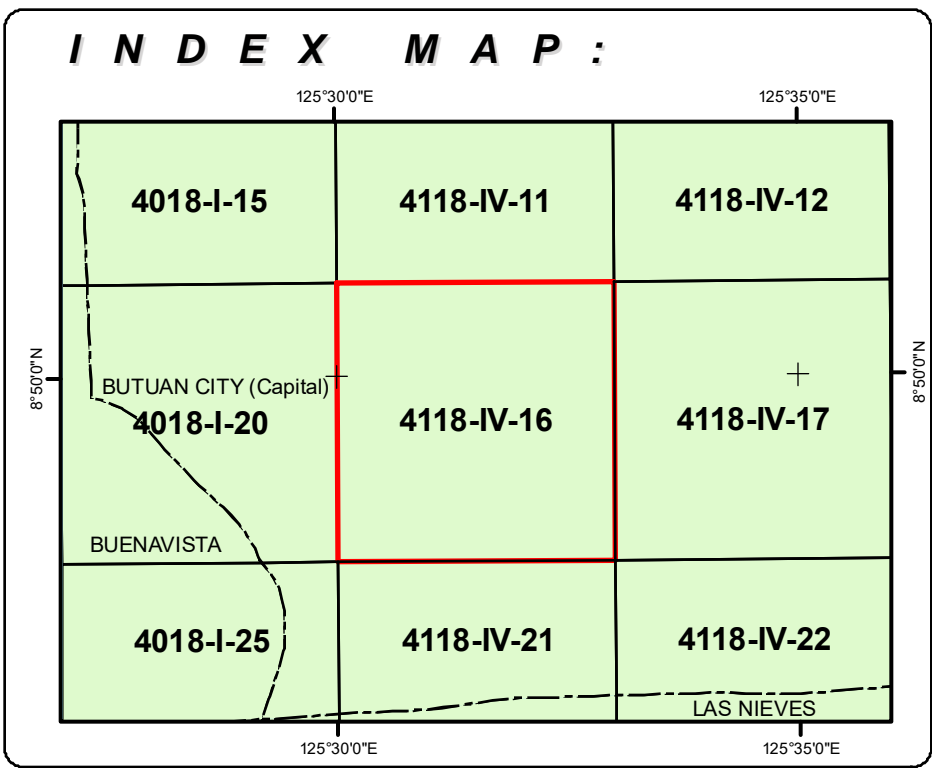 INDEX MAP:
125°30'0"E 125°35'0"E
4018-I-15 4118-IV-11 4118-IV-12
8°50'0"N 8°50'0"N
BUTUAN CITY (Capital)
4018-I-20 4118-IV-16 4118-IV-17
BUENAVISTA
4018-I-25 4118-IV-21 4118-IV-22
LAS NIEVES
125°30'0"E 125°35'0"E